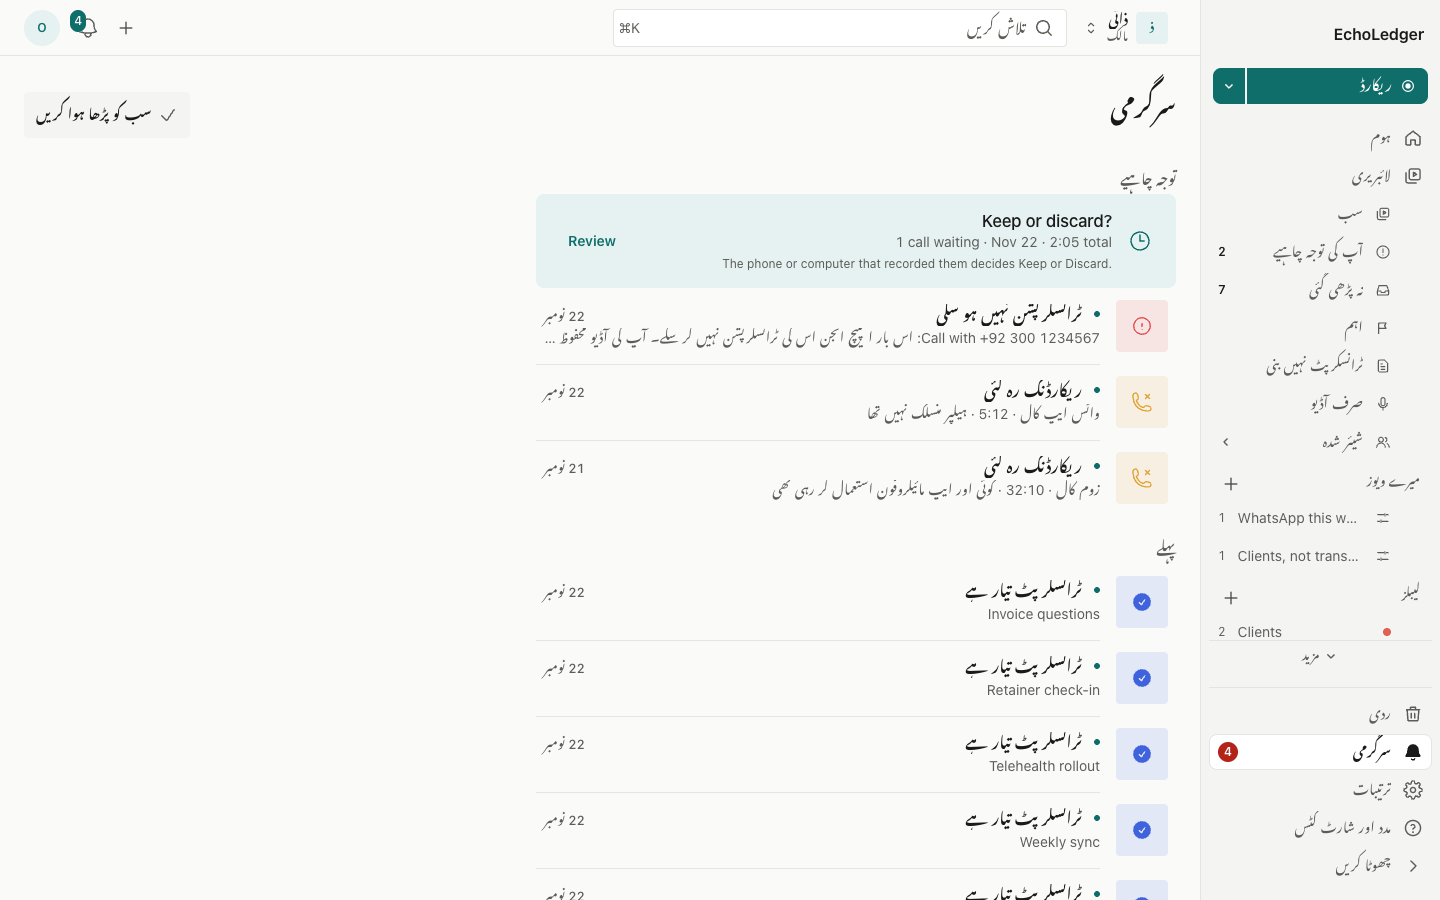 EchoLedger
ریکارڈ
ہوم
لائبریری
سب
آپ کی توجہ چاہیے 2
نہ پڑھی گئی 7
اہم
ٹرانسکرپٹ نہیں بنی
صرف آڈیو
شیئر شدہ
میرے ویوز
WhatsApp this w... 1
Clients, not trans... 1
لیبلز
Clients 2
مزید
ردی
سرگرمی 4
ترتیبات
مدد اور شارٹ کٹس
چھوٹا کریں
ذ
ذاتی
مالک
تلاش کریں ⌘K
4
O
سرگرمی
سب کو پڑھا ہوا کریں
توجہ چاہیے
Keep or discard?
1 call waiting · Nov 22 · 2:05 total
The phone or computer that recorded them decides Keep or Discard.
Review
ٹرانسکرپشن نہیں ہو سکی
22 نومبر
Call with +92 300 1234567: اس بار اسپیچ انجن اس کی ٹرانسکرپشن نہیں کر سکے۔ آپ کی آڈیو محفوظ ...
ریکارڈنگ رہ گئی
22 نومبر
واٹس ایپ کال · 5:12 · ہیلپر منسلک نہیں تھا
ریکارڈنگ رہ گئی
21 نومبر
زوم کال · 32:10 · کوئی اور ایپ مائیکروفون استعمال کر رہی تھی
پہلے
ٹرانسکرپٹ تیار ہے
22 نومبر
Invoice questions
ٹرانسکرپٹ تیار ہے
22 نومبر
Retainer check-in
ٹرانسکرپٹ تیار ہے
22 نومبر
Telehealth rollout
ٹرانسکرپٹ تیار ہے
22 نومبر
Weekly sync
ٹرانسکرپٹ تیار ہے
22 نومبر